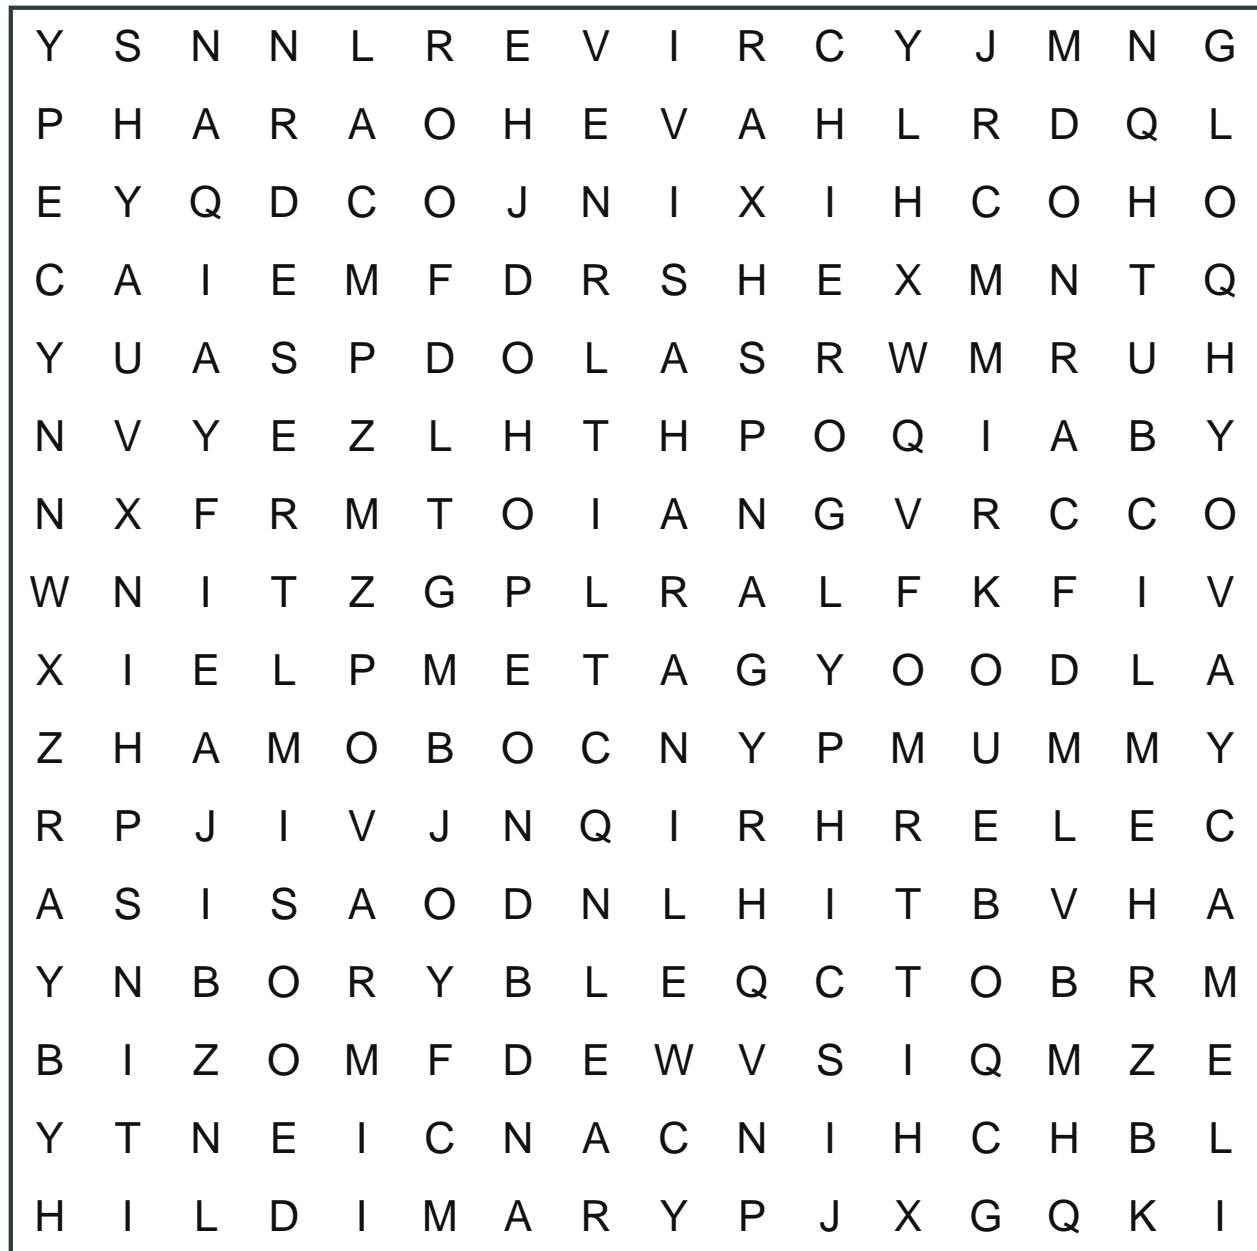 Y S N N L R E V I R C Y J M N G
P H A R A O H E V A H L R D Q L
E Y Q D C O J N I X I H C O H O
C A I E M F D R S H E X M N T Q
Y U A S P D O L A S R W M R U H
N V Y E Z L H T H P O Q I A B Y
N X F R M T O I A N G V R C C O
W N I T Z G P L R A L F K F I V
X I E L P M E T A G Y O O D L A
Z H A M O B O C N Y P M U M M Y
R P J I V J N Q I R H R E L E C
A S I S A O D N L H I T B V H A
Y N B O R Y B L E Q C T O B R M
B I Z O M F D E W V S I Q M Z E
Y T N E I C N A C N I H C H B L
H I L D I M A R Y P J X G Q K I